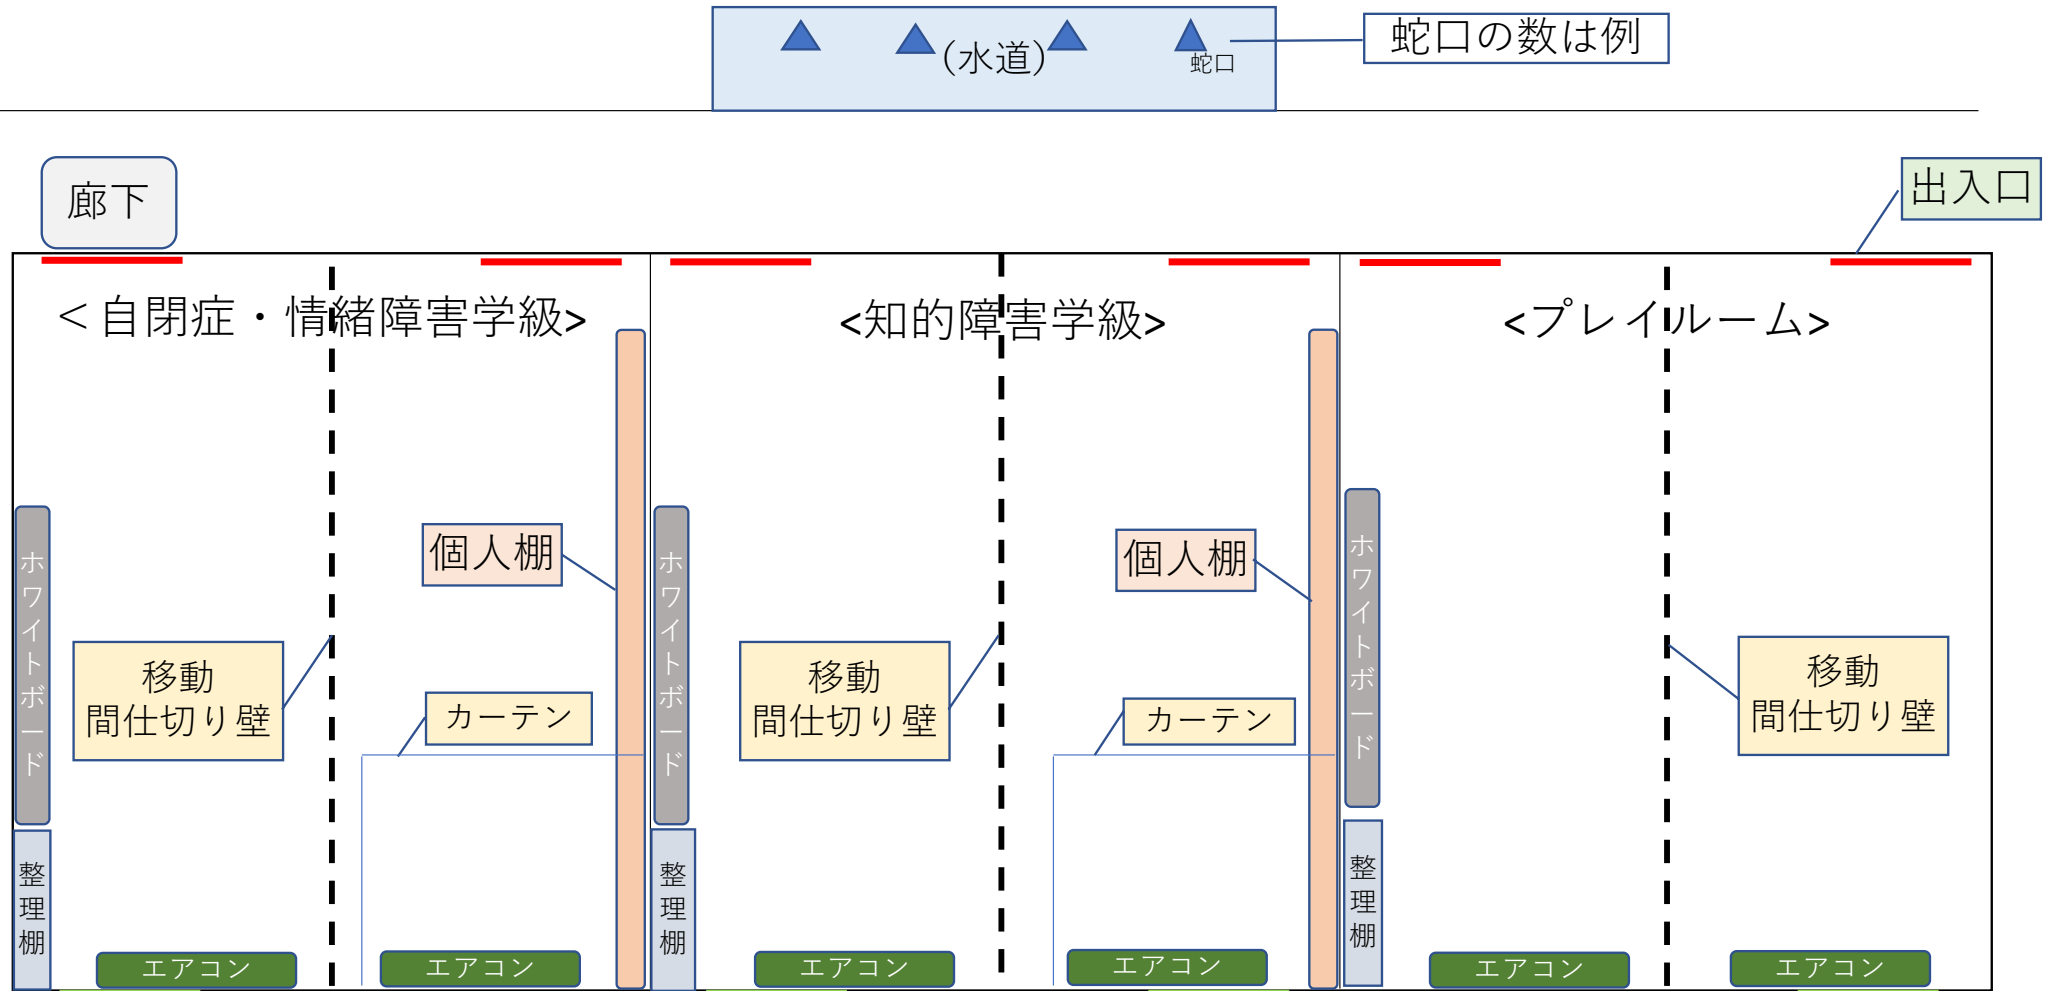 蛇口の数は例
(水道)
蛇口
廊下
出入口
＜自閉症・情緒障害学級>
<知的障害学級>
<プレイルーム>
ホワイトボード
個人棚
移動
間仕切り壁
カーテン
整理棚
エアコン
エアコン
ホワイトボード
個人棚
移動
間仕切り壁
カーテン
整理棚
エアコン
エアコン
ホワイトボード
移動
間仕切り壁
整理棚
エアコン
エアコン